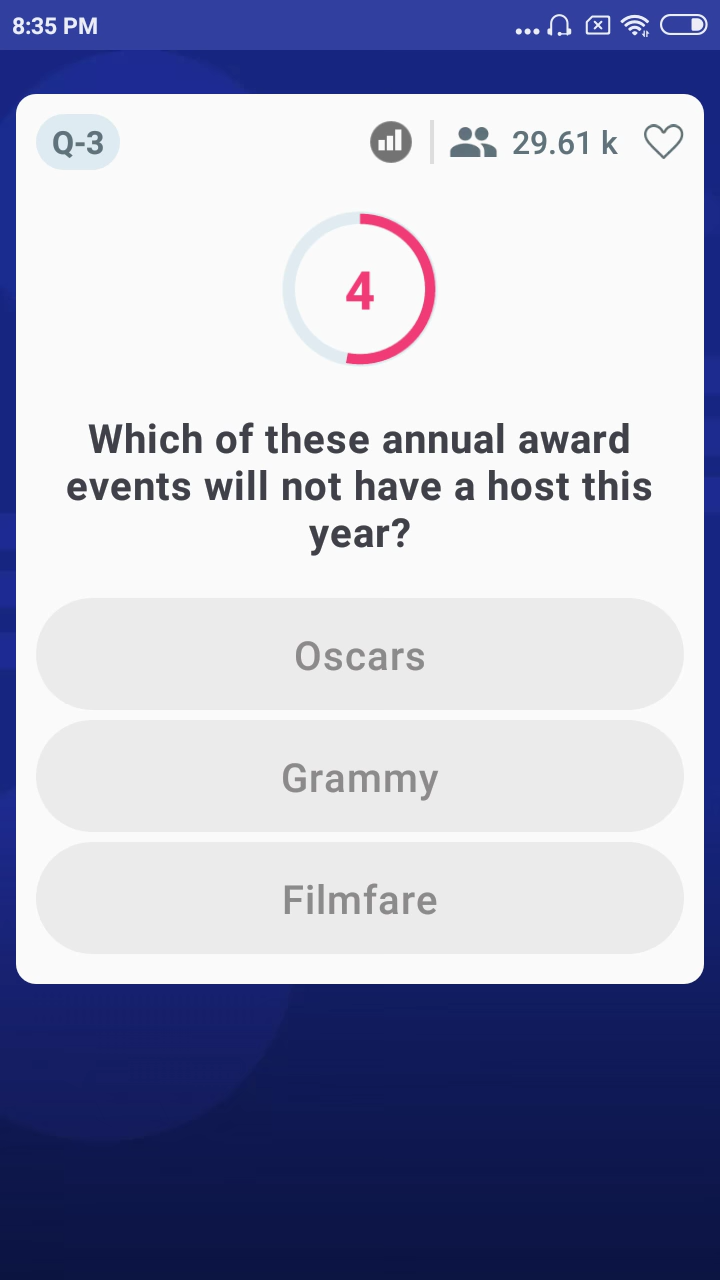 8:35 PM
Q-3
29.61 k
4
Which of these annual award
events will not have a host this
year?
Oscars
Grammy
Filmfare